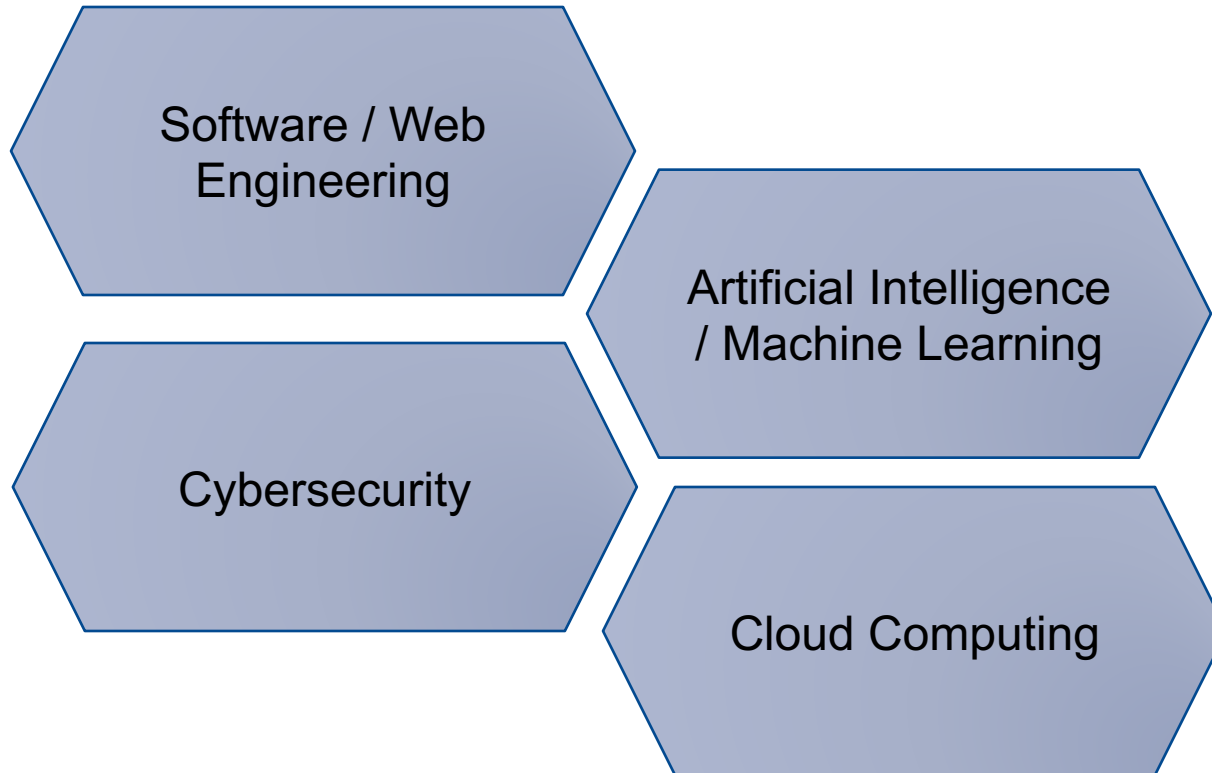 Software / Web
Engineering
Artificial Intelligence
/ Machine Learning
Cybersecurity
Cloud Computing